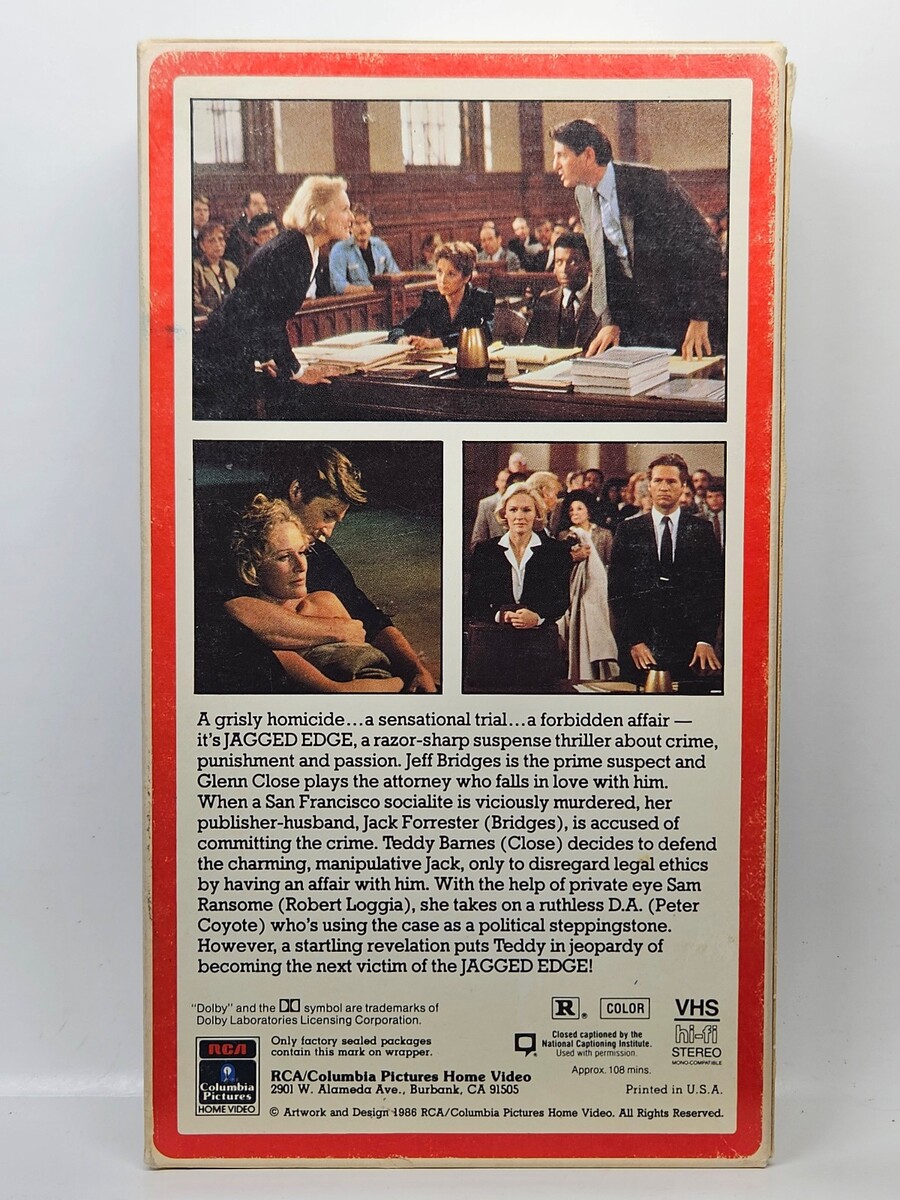 A grisly homicide...a sensational trial...a forbidden affair —
it's JAGGED EDGE, a razor-sharp suspense thriller about crime,
punishment and passion. Jeff Bridges is the prime suspect and
Glenn Close plays the attorney who falls in love with him.
When a San Francisco socialite is viciously murdered, her
publisher-husband, Jack Forrester (Bridges), is accused of
committing the crime. Teddy Barnes (Close) decides to defend
the charming, manipulative Jack, only to disregard legal ethics
by having an affair with him. With the help of private eye Sam
Ransome (Robert Loggia), she takes on a ruthless D.A. (Peter
Coyote) who's using the case as a political steppingstone.
However, a startling revelation puts Teddy in jeopardy of
becoming the next victim of the JAGGED EDGE!
"Dolby" and the symbol are trademarks of
Dolby Laboratories Licensing Corporation.
R. COLOR
VHS
hi-fi
STEREO
MONO-COMPATIBLE
Closed captioned by the
National Captioning Institute.
Used with permission.
Approx. 108 mins.
Only factory sealed packages
contain this mark on wrapper.
RCA
Columbia
Pictures
HOME VIDEO
RCA/Columbia Pictures Home Video
2901 W. Alameda Ave., Burbank, CA 91505
Printed in U.S.A.
© Artwork and Design 1986 RCA/Columbia Pictures Home Video. All Rights Reserved.